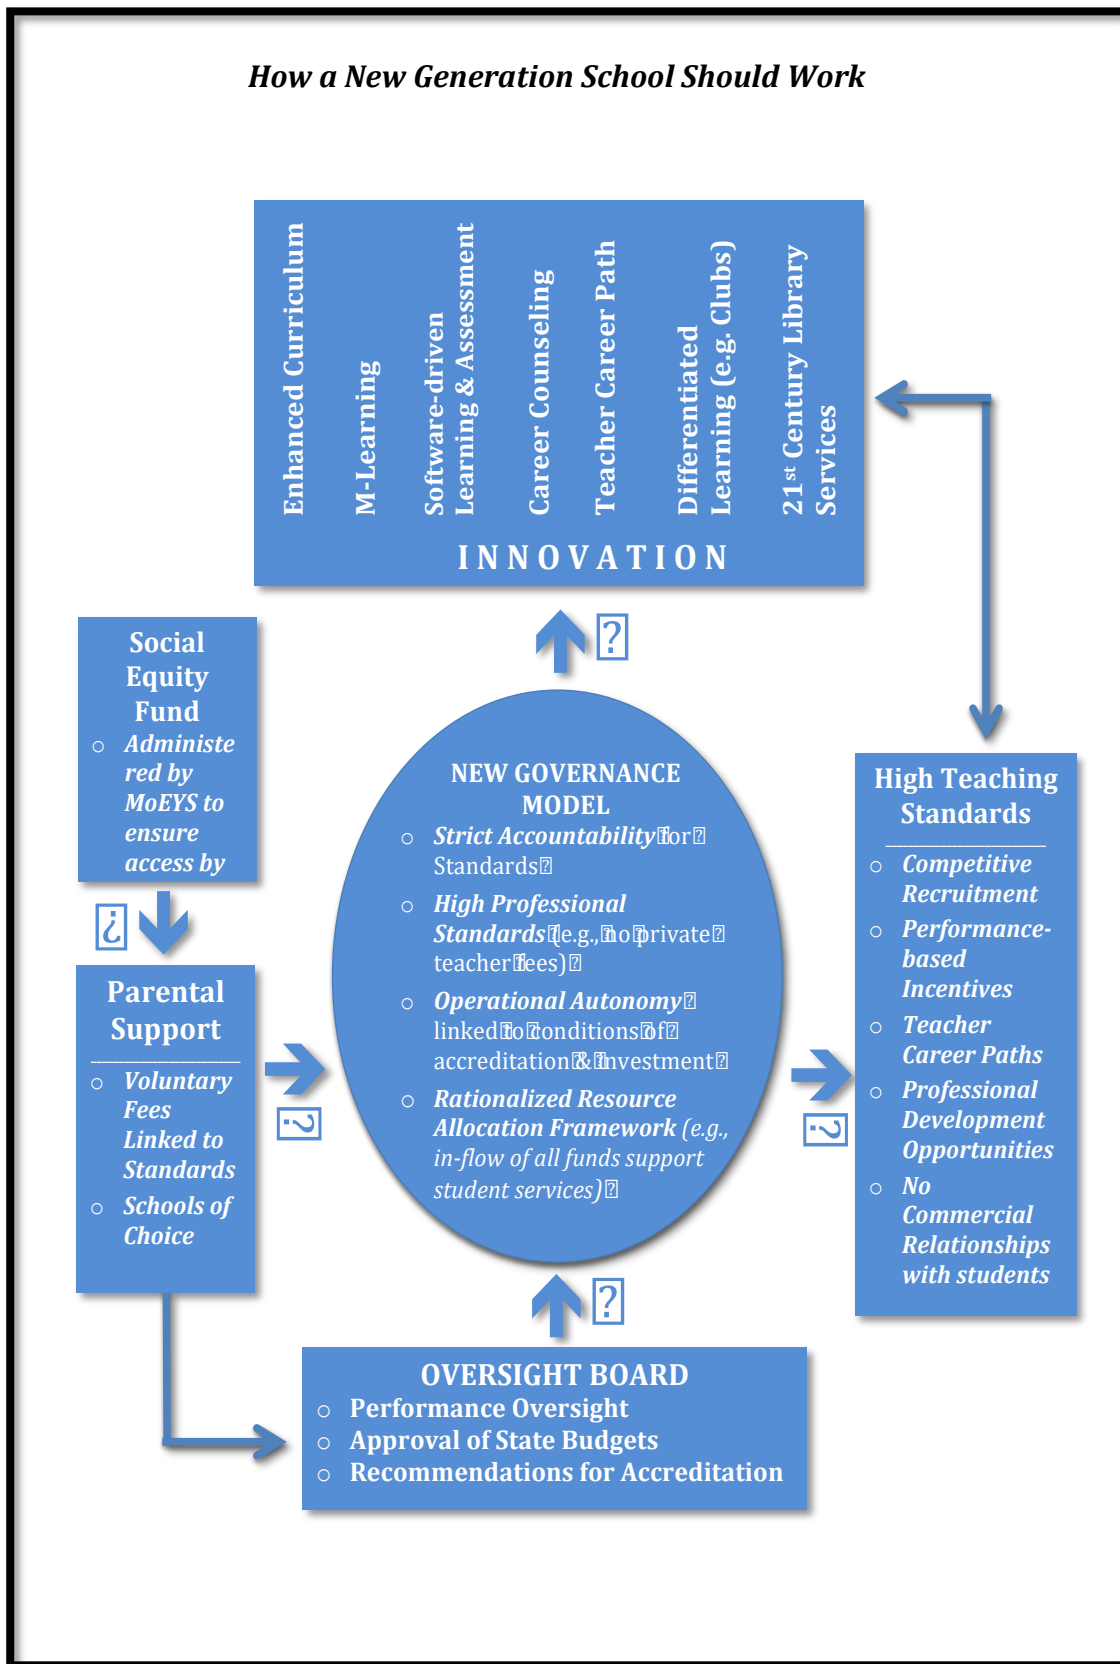 How a New Generation School Should Work
Enhanced Curriculum
M-Learning
Software-driven
Learning & Assessment
Career Counseling
Teacher Career Path
Differentiated
Learning (e.g. Clubs)
21st Century Library
Services
INNOVATION
Social
Equity
Fund
○ Administe
red by
MoEYS to
ensure
access by
Parental
Support
○ Voluntary
Fees
Linked to
Standards
○ Schools of
Choice
NEW GOVERNANCE
MODEL
○ Strict Accountability for
Standards
○ High Professional
Standards (e.g., no private
teacher fees)
○ Operational Autonomy
linked to conditions of
accreditation & investment
○ Rationalized Resource
Allocation Framework (e.g.,
in-flow of all funds support
student services)
High Teaching
Standards
○ Competitive
Recruitment
○ Performance-
based
Incentives
○ Teacher
Career Paths
○ Professional
Development
Opportunities
○ No
Commercial
Relationships
with students
OVERSIGHT BOARD
○ Performance Oversight
○ Approval of State Budgets
○ Recommendations for Accreditation